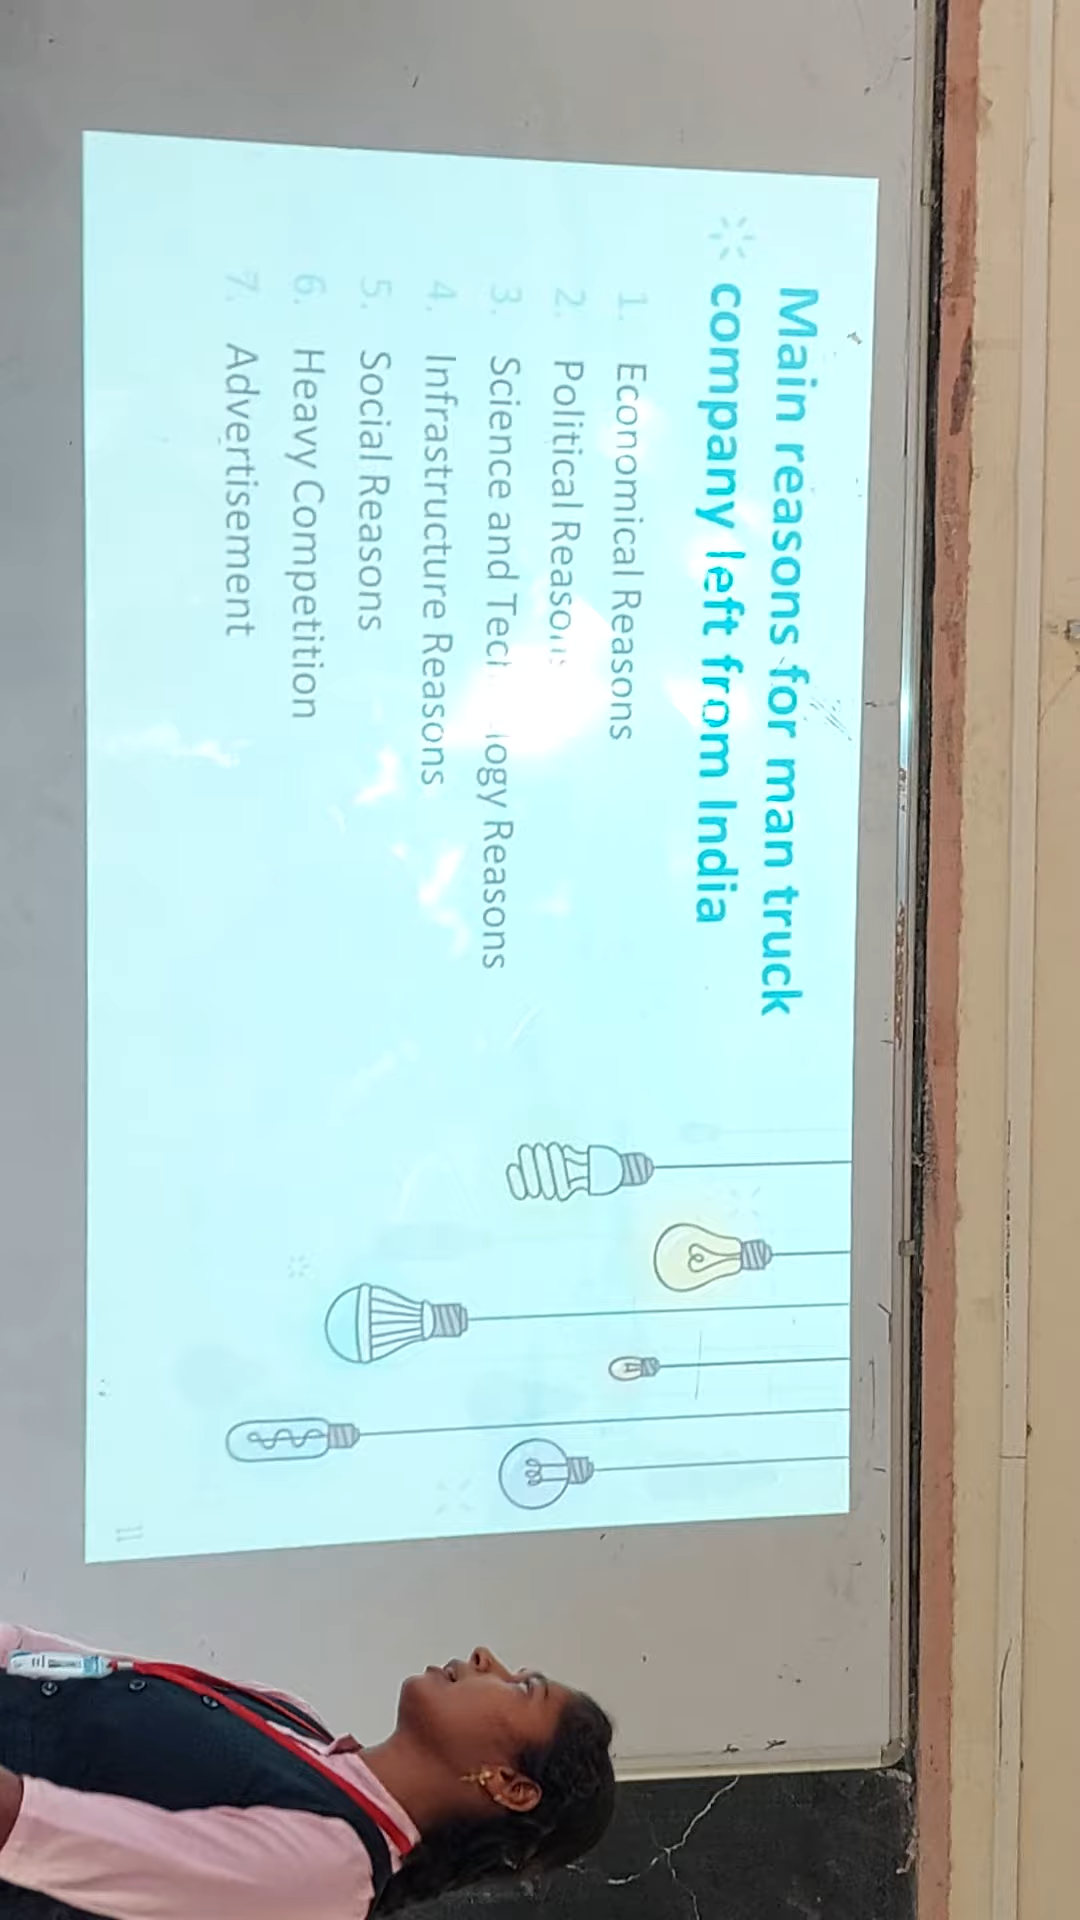 Main reasons for man truck
company left from India
1. Economical Reasons
2. Political Reasons
3. Science and Technology Reasons
4. Infrastructure Reasons
5. Social Reasons
6. Heavy Competition
7. Advertisement
11